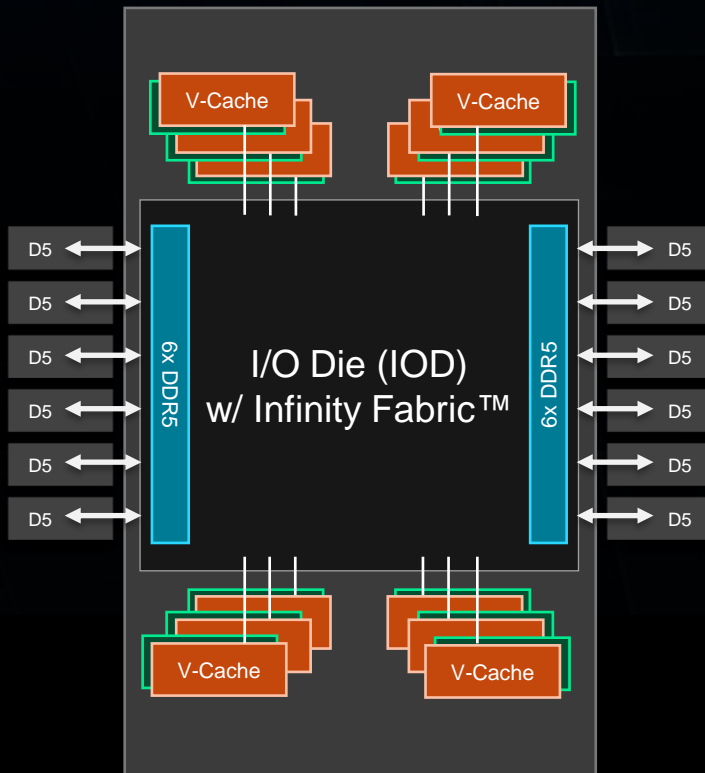 V-Cache
V-Cache
D5
D5
D5
D5
D5
D5
6x DDR5
I/O Die (IOD)
w/ Infinity Fabric™
6x DDR5
D5
D5
D5
D5
D5
D5
V-Cache
V-Cache